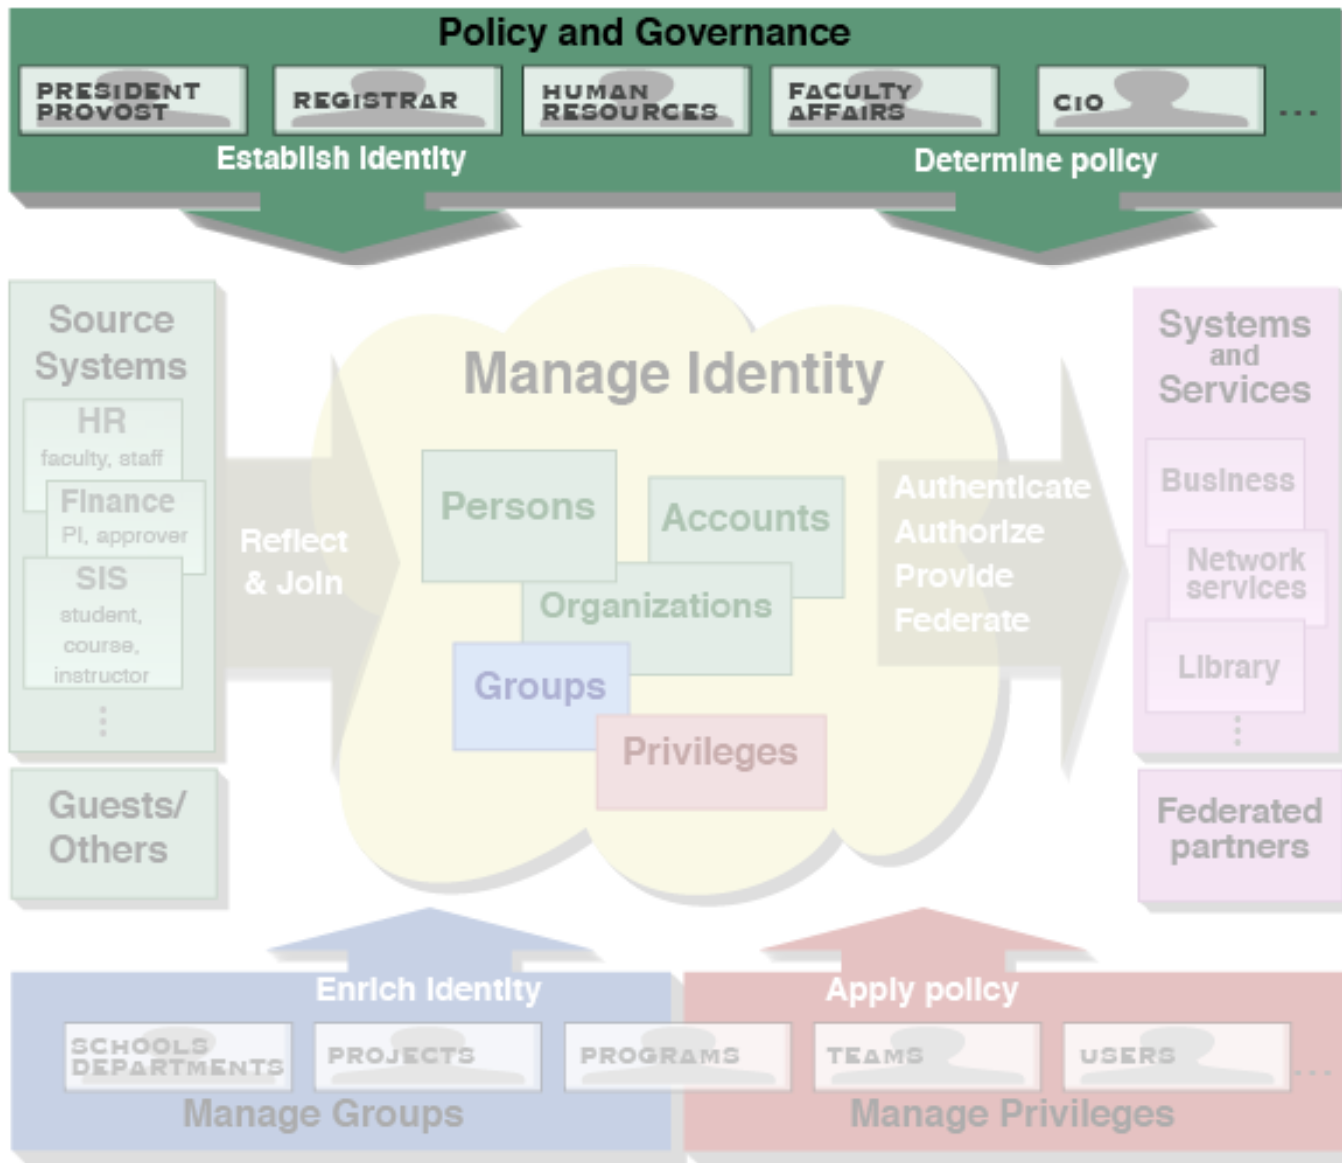 Policy and Governance
PRESIDENT
PROVOST
REGISTRAR
HUMAN
RESOURCES
FACULTY
AFFAIRS
CIO
...
Establish identity
Determine policy
Source
Systems
HR
faculty, staff
Finance
PI, approver
SIS
student,
course,
instructor
⋮
Guests/
Others
Reflect
& Join
Manage Identity
Persons
Accounts
Organizations
Groups
Privileges
Authenticate
Authorize
Provide
Federate
Systems
and
Services
Business
Network
services
Library
⋮
Federated
partners
Enrich identity
SCHOOLS
DEPARTMENTS
PROJECTS
PROGRAMS
Manage Groups
Apply policy
TEAMS
USERS
...
Manage Privileges